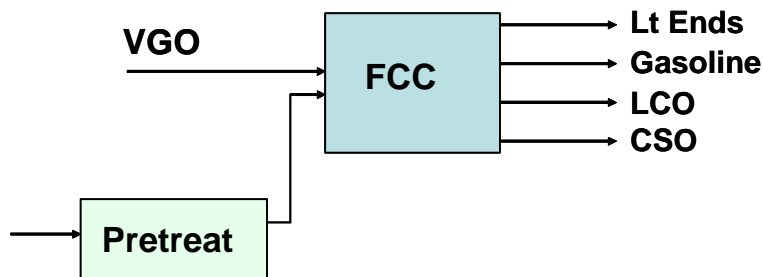 VGO
FCC
Lt Ends
Gasoline
LCO
CSO
Pretreat